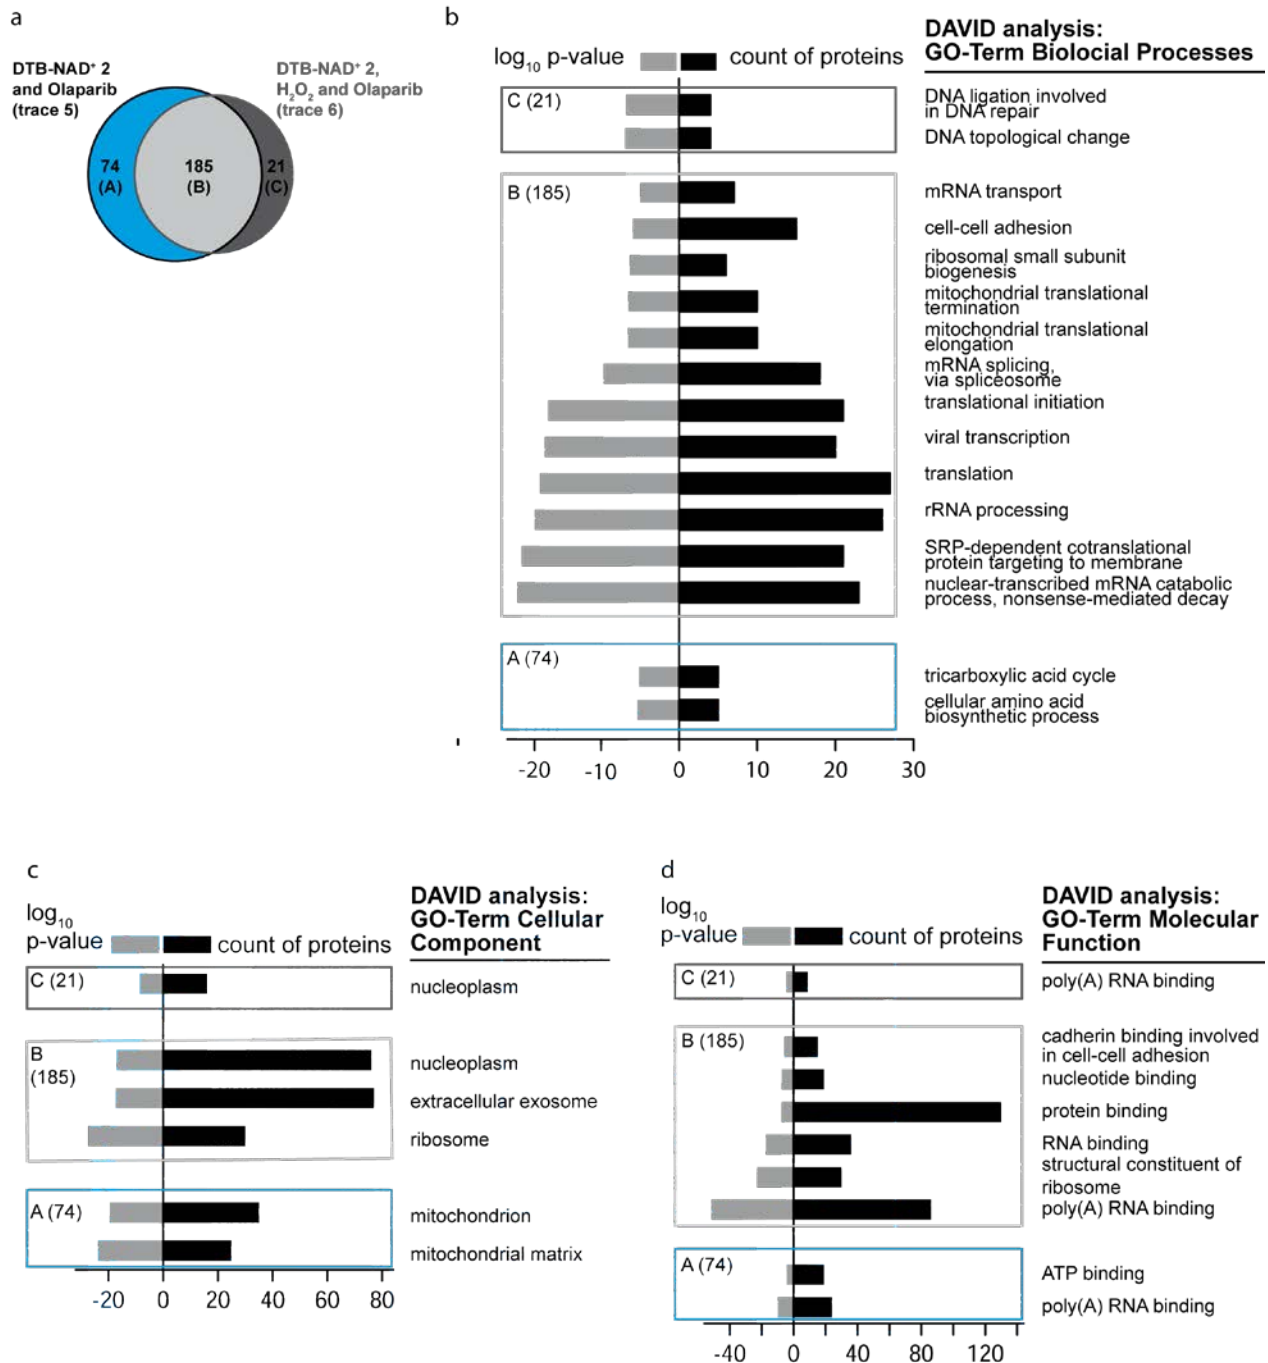 a
DTB-NAD⁺ 2
and Olaparib
(trace 5)
DTB-NAD⁺ 2,
H₂O₂ and Olaparib
(trace 6)
74
(A)
185
(B)
21
(C)
b
log₁₀ p-value
count of proteins
DAVID analysis:
GO-Term Biolocial Processes
C (21)
DNA ligation involved
in DNA repair
DNA topological change
B (185)
mRNA transport
cell-cell adhesion
ribosomal small subunit
biogenesis
mitochondrial translational
termination
mitochondrial translational
elongation
mRNA splicing,
via spliceosome
translational initiation
viral transcription
translation
rRNA processing
SRP-dependent cotranslational
protein targeting to membrane
nuclear-transcribed mRNA catabolic
process, nonsense-mediated decay
A (74)
tricarboxylic acid cycle
cellular amino acid
biosynthetic process
-20 -10 0 10 20 30
c
log₁₀
p-value
count of proteins
DAVID analysis:
GO-Term Cellular
Component
C (21)
nucleoplasm
B
(185)
nucleoplasm
extracellular exosome
ribosome
A (74)
mitochondrion
mitochondrial matrix
-20 0 20 40 60 80
d
log₁₀
p-value
count of proteins
DAVID analysis:
GO-Term Molecular
Function
C (21)
poly(A) RNA binding
B (185)
cadherin binding involved
in cell-cell adhesion
nucleotide binding
protein binding
RNA binding
structural constituent of
ribosome
poly(A) RNA binding
A (74)
ATP binding
poly(A) RNA binding
-40 0 40 80 120